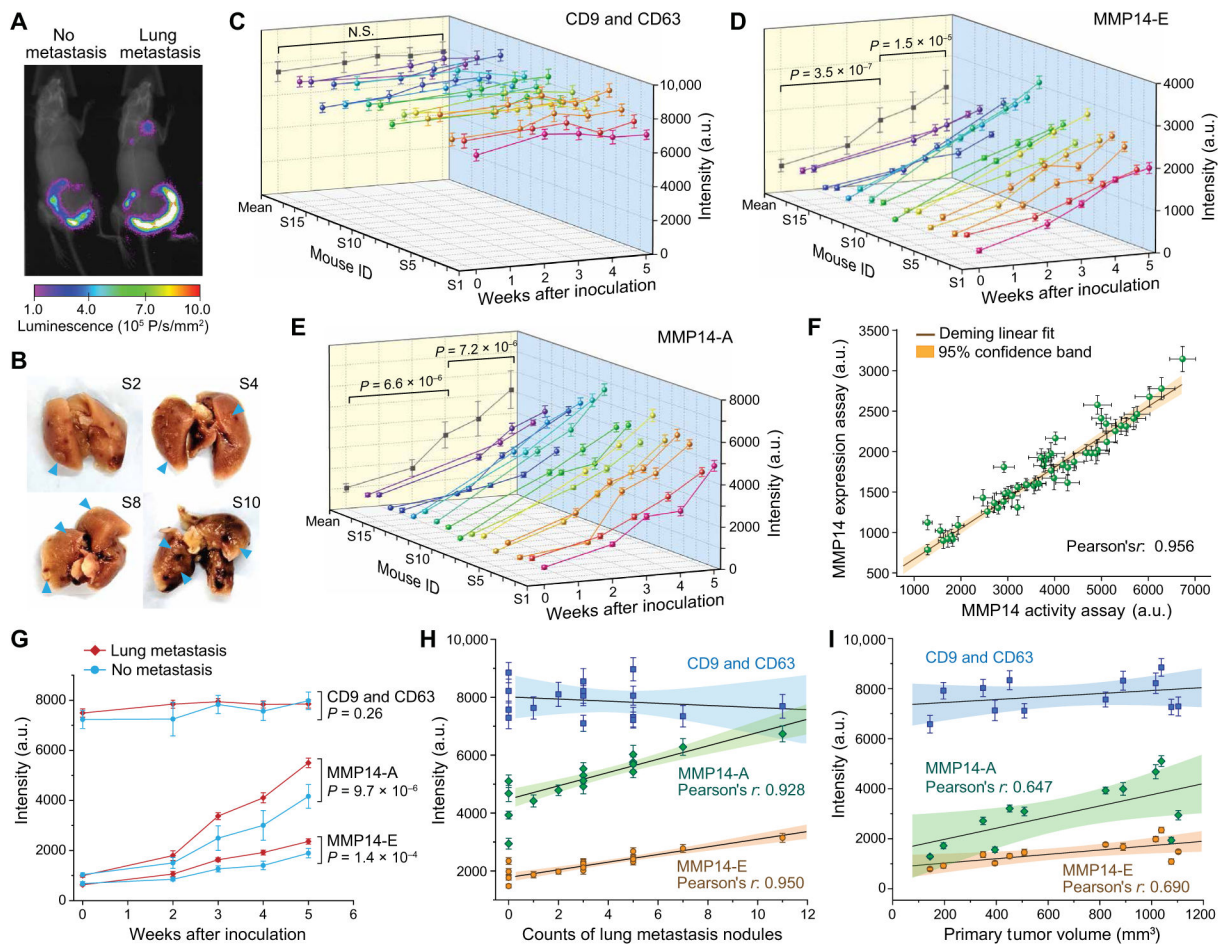 A
No
metastasis
Lung
metastasis
1.0
4.0
7.0
10.0
Luminescence (10⁵ P/s/mm²)
B
S2
S4
S8
S10
C
CD9 and CD63
N.S.
10,000
8000
6000
4000
2000
0
Intensity (a.u.)
Mean
S15
S10
S5
S1
Mouse ID
0
1
2
3
4
5
Weeks after inoculation
D
MMP14-E
P = 3.5 × 10⁻⁷
P = 1.5 × 10⁻⁵
4000
3000
2000
1000
0
Intensity (a.u.)
Mean
S15
S10
S5
S1
Mouse ID
0
1
2
3
4
5
Weeks after inoculation
E
MMP14-A
P = 6.6 × 10⁻⁶
P = 7.2 × 10⁻⁶
8000
6000
4000
2000
0
Intensity (a.u.)
Mean
S15
S10
S5
S1
Mouse ID
0
1
2
3
4
5
Weeks after inoculation
F
Deming linear fit
95% confidence band
3500
3000
2500
2000
1500
1000
500
MMP14 expression assay (a.u.)
Pearson'sr: 0.956
1000 2000 3000 4000 5000 6000 7000
MMP14 activity assay (a.u.)
G
Lung metastasis
No metastasis
8000
6000
4000
2000
0
Intensity (a.u.)
CD9 and CD63
P = 0.26
MMP14-A
P = 9.7 × 10⁻⁶
MMP14-E
P = 1.4 × 10⁻⁴
0 1 2 3 4 5 6
Weeks after inoculation
H
10,000
8000
6000
4000
2000
0
Intensity (a.u.)
CD9 and CD63
MMP14-A
Pearson's r: 0.928
MMP14-E
Pearson's r: 0.950
0 2 4 6 8 10 12
Counts of lung metastasis nodules
I
10,000
8000
6000
4000
2000
0
Intensity (a.u.)
CD9 and CD63
MMP14-A
Pearson's r: 0.647
MMP14-E
Pearson's r: 0.690
0 200 400 600 800 1000 1200
Primary tumor volume (mm³)